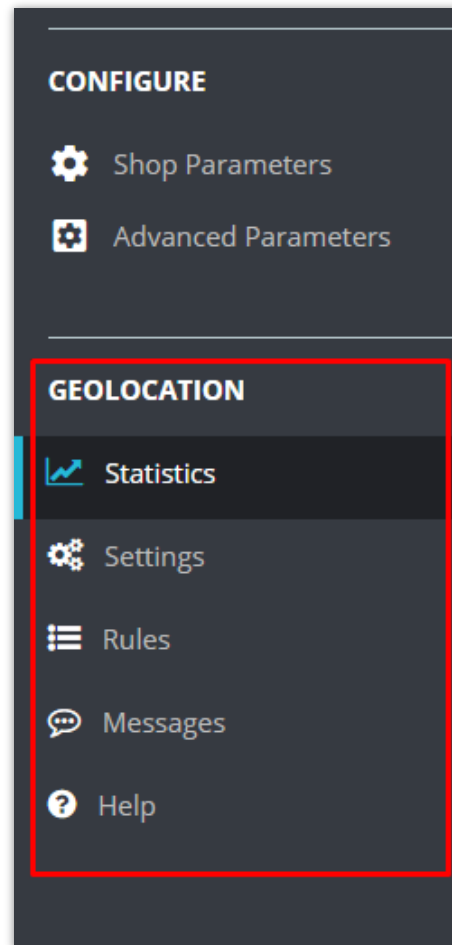 CONFIGURE
Shop Parameters
Advanced Parameters
GEOLOCATION
Statistics
Settings
Rules
Messages
Help